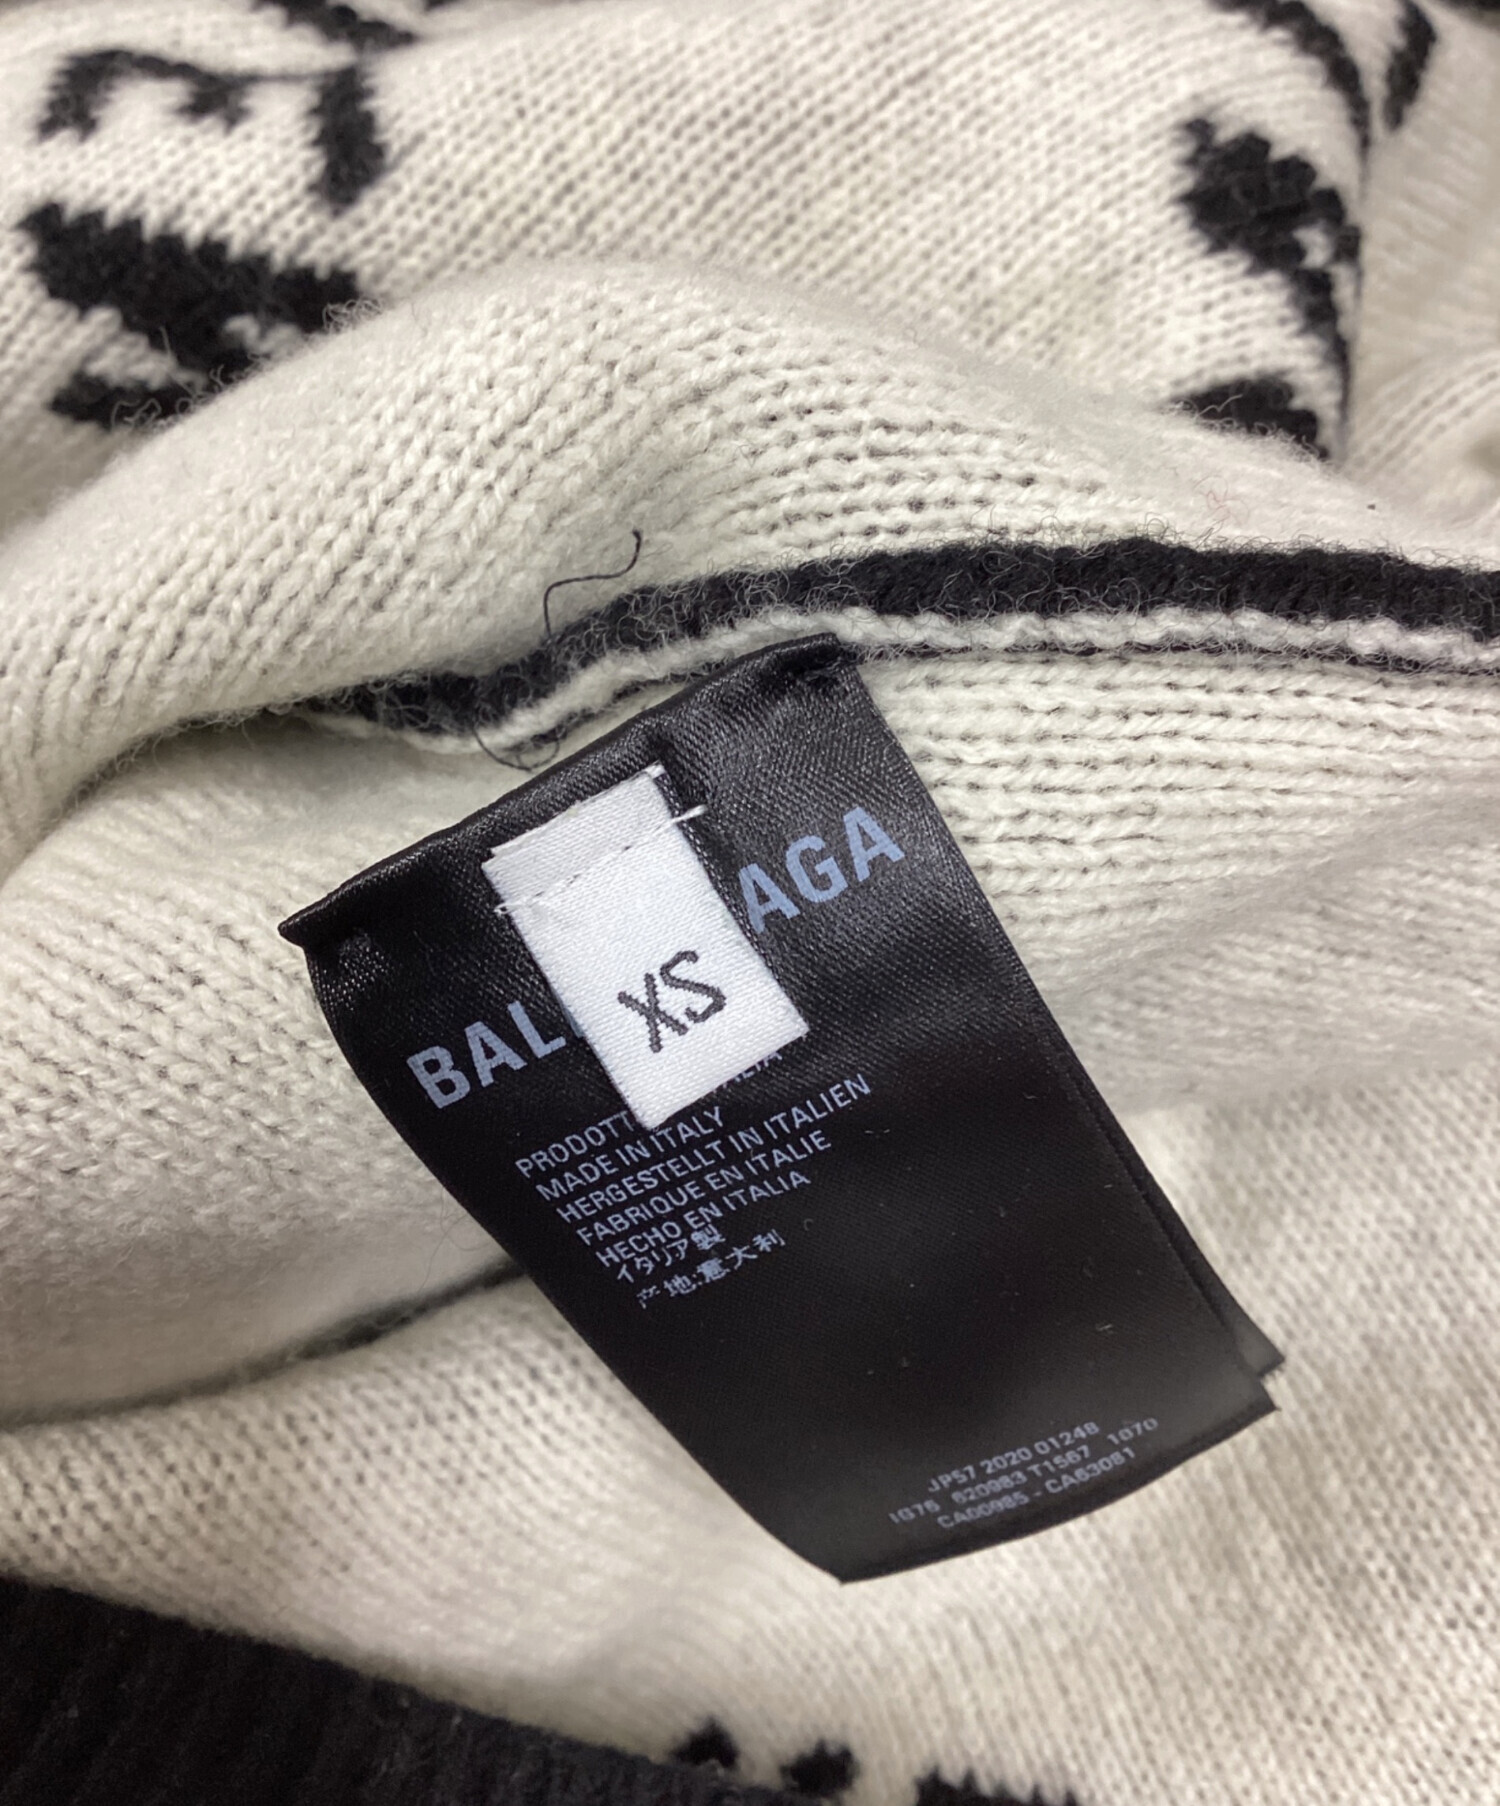 XS
BAL AGA
PRODOTT ALIA
MADE IN ITALY
HERGESTELLT IN ITALIEN
FABRIQUE EN ITALIE
HECHO EN ITALIA
イタリア製
产地:意大利
JP57 2020 01248
1G76 620983 T1567 1070
CA00985 - CA63081